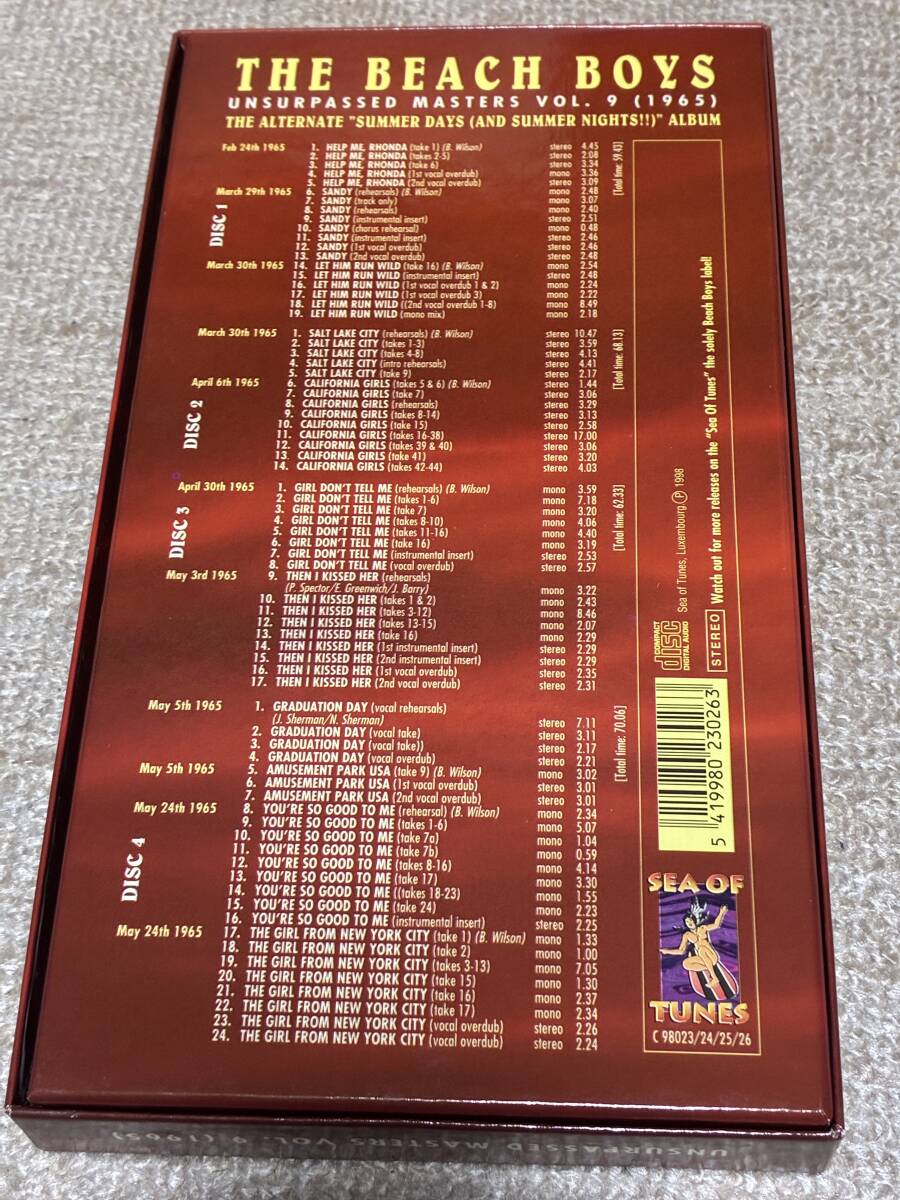 THE BEACH BOYS
UNSURPASSED MASTERS VOL. 9 (1965)
THE ALTERNATE "SUMMER DAYS (AND SUMMER NIGHTS!!)" ALBUM
DISC 1
Feb 24th 1965 1. HELP ME, RHONDA (take 1) (B. Wilson) stereo 4.45
2. HELP ME, RHONDA (takes 2-5) stereo 2.08
3. HELP ME, RHONDA (take 6) stereo 3.34
4. HELP ME, RHONDA (1st vocal overdub) mono 3.36
5. HELP ME, RHONDA (2nd vocal overdub) stereo 3.09
March 29th 1965 6. SANDY (rehearsals) (B. Wilson) mono 2.48
7. SANDY (track only) mono 3.07
8. SANDY (rehearsals) mono 2.40
9. SANDY (instrumental insert) stereo 2.51
10. SANDY (chorus rehearsal) mono 0.48
11. SANDY (instrumental insert) stereo 2.46
12. SANDY (1st vocal overdub) stereo 2.46
13. SANDY (2nd vocal overdub) stereo 2.48
March 30th 1965 14. LET HIM RUN WILD (take 16) (B. Wilson) mono 2.54
15. LET HIM RUN WILD (instrumental insert) stereo 2.48
16. LET HIM RUN WILD (1st vocal overdub 1 & 2) mono 2.24
17. LET HIM RUN WILD (1st vocal overdub 3) mono 2.22
18. LET HIM RUN WILD ((2nd vocal overdub 1-8) mono 8.49
19. LET HIM RUN WILD (mono mix) mono 2.18
[Total time: 59.43]
DISC 2
March 30th 1965 1. SALT LAKE CITY (rehearsals) (B. Wilson) stereo 10.47
2. SALT LAKE CITY (takes 1-3) stereo 3.59
3. SALT LAKE CITY (takes 4-8) stereo 4.13
4. SALT LAKE CITY (intro rehearsals) stereo 4.41
5. SALT LAKE CITY (take 9) stereo 2.17
April 6th 1965 6. CALIFORNIA GIRLS (takes 5 & 6) (B. Wilson) stereo 1.44
7. CALIFORNIA GIRLS (take 7) stereo 3.06
8. CALIFORNIA GIRLS (rehearsals) stereo 3.29
9. CALIFORNIA GIRLS (takes 8-14) stereo 3.13
10. CALIFORNIA GIRLS (take 15) stereo 2.58
11. CALIFORNIA GIRLS (takes 16-38) stereo 17.00
12. CALIFORNIA GIRLS (takes 39 & 40) stereo 3.06
13. CALIFORNIA GIRLS (take 41) stereo 3.20
14. CALIFORNIA GIRLS (takes 42-44) stereo 4.03
[Total time: 68.13]
DISC 3
April 30th 1965 1. GIRL DON'T TELL ME (rehearsals) (B. Wilson) mono 3.59
2. GIRL DON'T TELL ME (takes 1-6) mono 7.18
3. GIRL DON'T TELL ME (take 7) mono 3.20
4. GIRL DON'T TELL ME (takes 8-10) mono 4.06
5. GIRL DON'T TELL ME (takes 11-16) mono 4.40
6. GIRL DON'T TELL ME (take 16) mono 3.19
7. GIRL DON'T TELL ME (instrumental insert) stereo 2.53
8. GIRL DON'T TELL ME (vocal overdub) stereo 2.57
May 3rd 1965 9. THEN I KISSED HER (rehearsals)
(P. Spector/E. Greenwich/J. Barry) mono 3.22
10. THEN I KISSED HER (takes 1 & 2) mono 2.43
11. THEN I KISSED HER (takes 3-12) mono 8.46
12. THEN I KISSED HER (takes 13-15) mono 2.07
13. THEN I KISSED HER (take 16) mono 2.29
14. THEN I KISSED HER (1st instrumental insert) stereo 2.29
15. THEN I KISSED HER (2nd instrumental insert) stereo 2.29
16. THEN I KISSED HER (1st vocal overdub) stereo 2.35
17. THEN I KISSED HER (2nd vocal overdub) stereo 2.31
[Total time: 62.33]
DISC 4
May 5th 1965 1. GRADUATION DAY (vocal rehearsals)
(J. Sherman/N. Sherman) stereo 7.11
2. GRADUATION DAY (vocal take) stereo 3.11
3. GRADUATION DAY (vocal take)) stereo 2.17
4. GRADUATION DAY (vocal overdub) stereo 2.21
May 5th 1965 5. AMUSEMENT PARK USA (take 9) (B. Wilson) mono 3.02
6. AMUSEMENT PARK USA (1st vocal overdub) stereo 3.01
7. AMUSEMENT PARK USA (2nd vocal overdub) stereo 3.01
May 24th 1965 8. YOU'RE SO GOOD TO ME (rehearsal) (B. Wilson) mono 2.34
9. YOU'RE SO GOOD TO ME (takes 1-6) mono 5.07
10. YOU'RE SO GOOD TO ME (take 7a) mono 1.04
11. YOU'RE SO GOOD TO ME (take 7b) mono 0.59
12. YOU'RE SO GOOD TO ME (takes 8-16) mono 4.14
13. YOU'RE SO GOOD TO ME (take 17) mono 3.30
14. YOU'RE SO GOOD TO ME ((takes 18-23) mono 1.55
15. YOU'RE SO GOOD TO ME (take 24) mono 2.23
16. YOU'RE SO GOOD TO ME (instrumental insert) stereo 2.25
May 24th 1965 17. THE GIRL FROM NEW YORK CITY (take 1) (B. Wilson) mono 1.33
18. THE GIRL FROM NEW YORK CITY (take 2) mono 1.00
19. THE GIRL FROM NEW YORK CITY (takes 3-13) mono 7.05
20. THE GIRL FROM NEW YORK CITY (take 15) mono 1.30
21. THE GIRL FROM NEW YORK CITY (take 16) mono 2.37
22. THE GIRL FROM NEW YORK CITY (take 17) mono 2.34
23. THE GIRL FROM NEW YORK CITY (vocal overdub) stereo 2.26
24. THE GIRL FROM NEW YORK CITY (vocal overdub) stereo 2.24
[Total time: 70.06]
COMPACT
disc
DIGITAL AUDIO
Sea of Tunes, Luxembourg, Ⓟ 1998
STEREO Watch out for more releases on the "Sea Of Tunes" the solely Beach Boys label!
5 419980 230263
SEA OF
TUNES
C 98023/24/25/26
UNSURPASSED MASTERS VOL. 9 (1965)